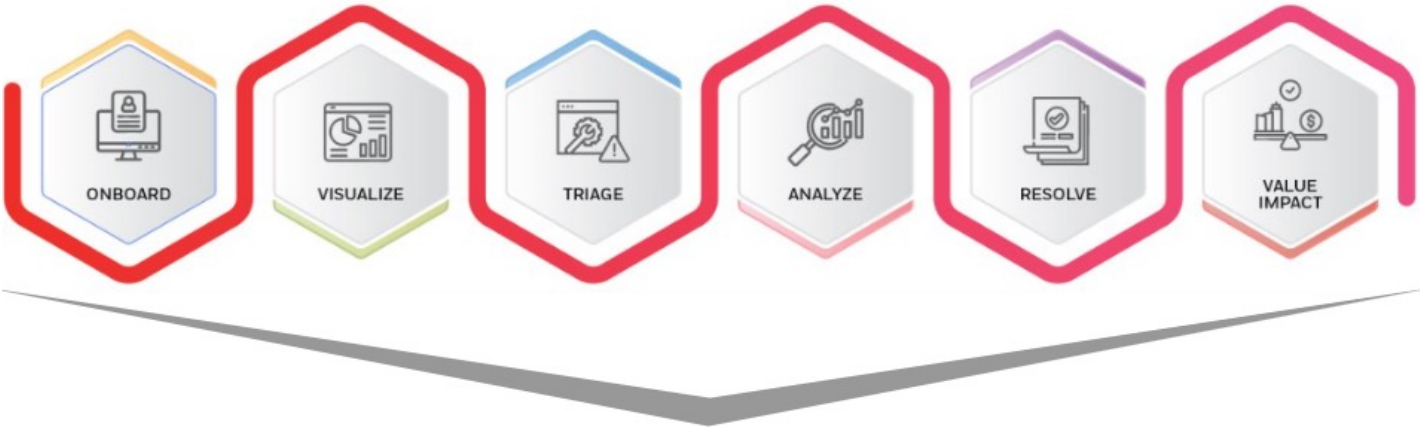 ONBOARD
VISUALIZE
TRIAGE
ANALYZE
RESOLVE
VALUE
IMPACT